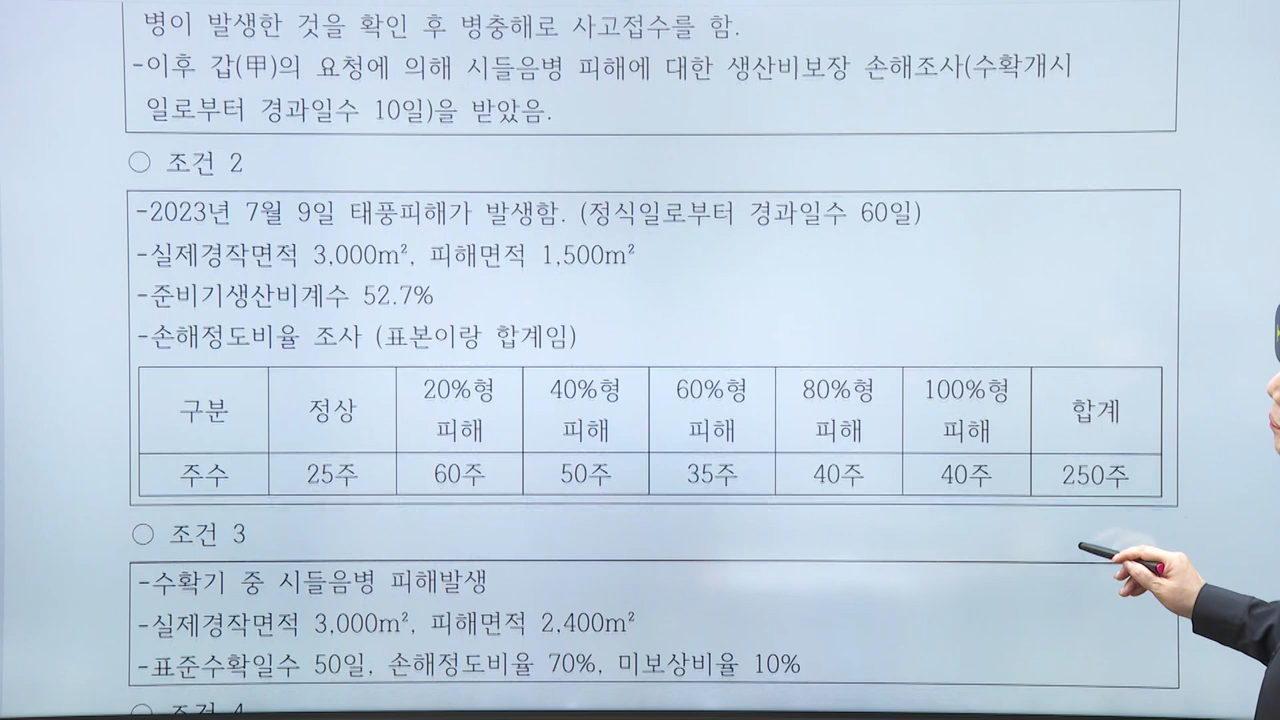 병이 발생한 것을 확인 후 병충해로 사고접수를 함.
-이후 갑(甲)의 요청에 의해 시들음병 피해에 대한 생산비보장 손해조사(수확개시
일로부터 경과일수 10일)을 받았음.
○ 조건 2
-2023년 7월 9일 태풍피해가 발생함. (정식일로부터 경과일수 60일)
-실제경작면적 3,000m², 피해면적 1,500m²
-준비기생산비계수 52.7%
-손해정도비율 조사 (표본이랑 합계임)
구분 정상 20%형 피해 40%형 피해 60%형 피해 80%형 피해 100%형 피해 합계
주수 25주 60주 50주 35주 40주 40주 250주
○ 조건 3
-수확기 중 시들음병 피해발생
-실제경작면적 3,000m², 피해면적 2,400m²
-표준수확일수 50일, 손해정도비율 70%, 미보상비율 10%
○ 조건 4